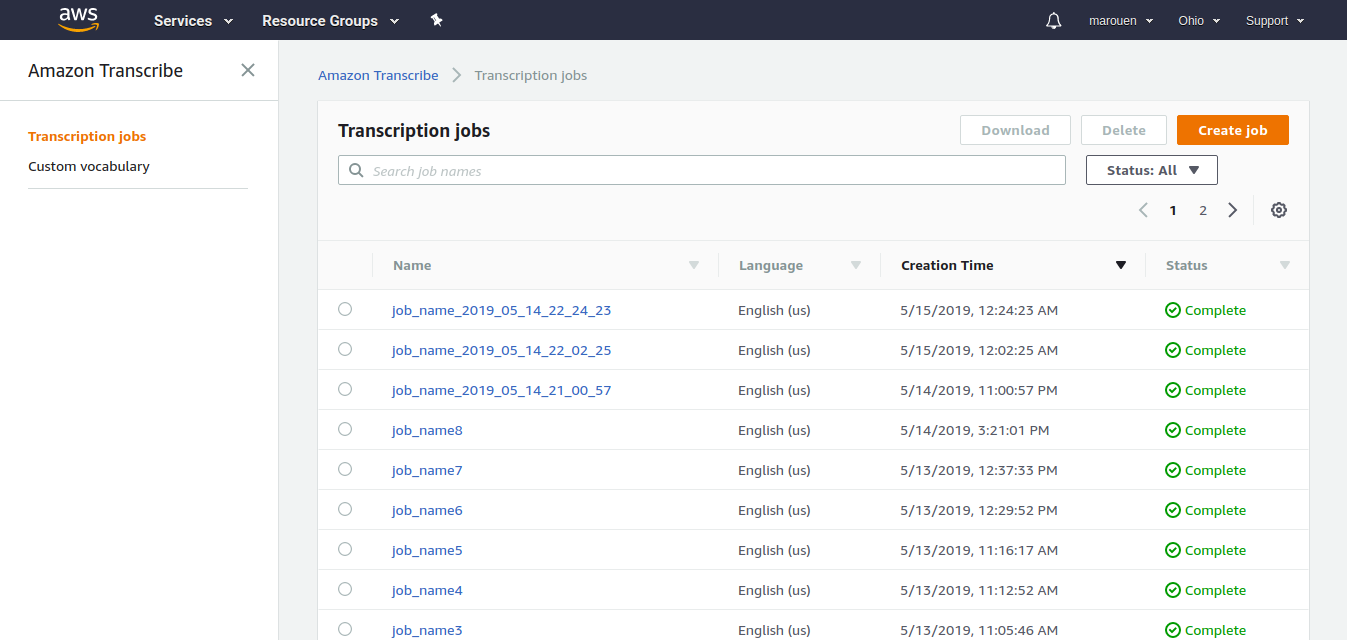 aws Services Resource Groups marouen Ohio Support
Amazon Transcribe
Transcription jobs
Custom vocabulary
Amazon Transcribe Transcription jobs
Transcription jobs Download Delete Create job
Search job names Status: All
1 2
Name Language Creation Time Status
job_name_2019_05_14_22_24_23 English (us) 5/15/2019, 12:24:23 AM Complete
job_name_2019_05_14_22_02_25 English (us) 5/15/2019, 12:02:25 AM Complete
job_name_2019_05_14_21_00_57 English (us) 5/14/2019, 11:00:57 PM Complete
job_name8 English (us) 5/14/2019, 3:21:01 PM Complete
job_name7 English (us) 5/13/2019, 12:37:33 PM Complete
job_name6 English (us) 5/13/2019, 12:29:52 PM Complete
job_name5 English (us) 5/13/2019, 11:16:17 AM Complete
job_name4 English (us) 5/13/2019, 11:12:52 AM Complete
job_name3 English (us) 5/13/2019, 11:05:46 AM Complete